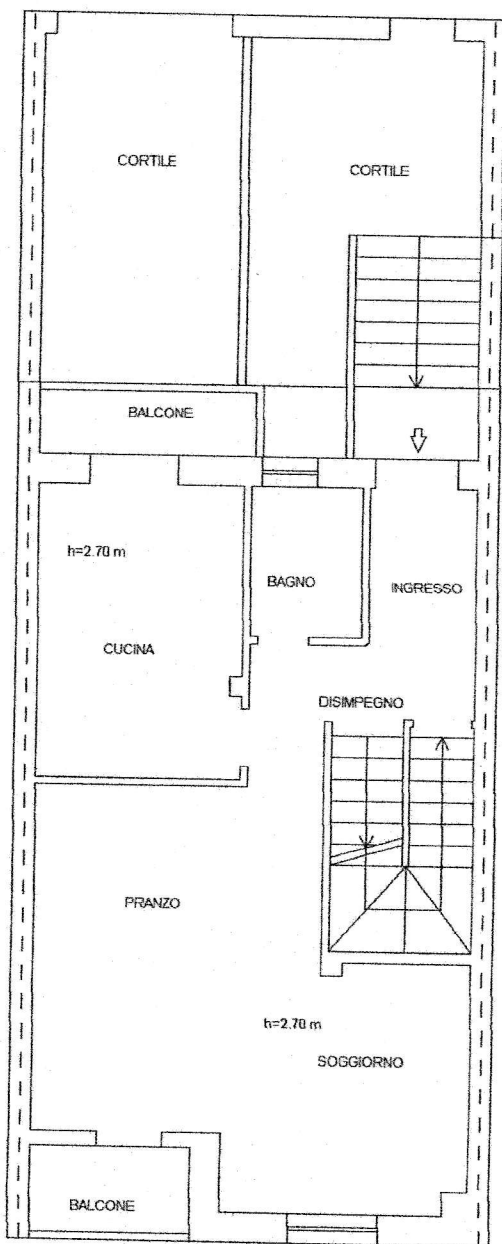 CORTILE
CORTILE
BALCONE
h=2.70 m
BAGNO
INGRESSO
CUCINA
DISIMPEGNO
PRANZO
h=2.70 m
SOGGIORNO
BALCONE